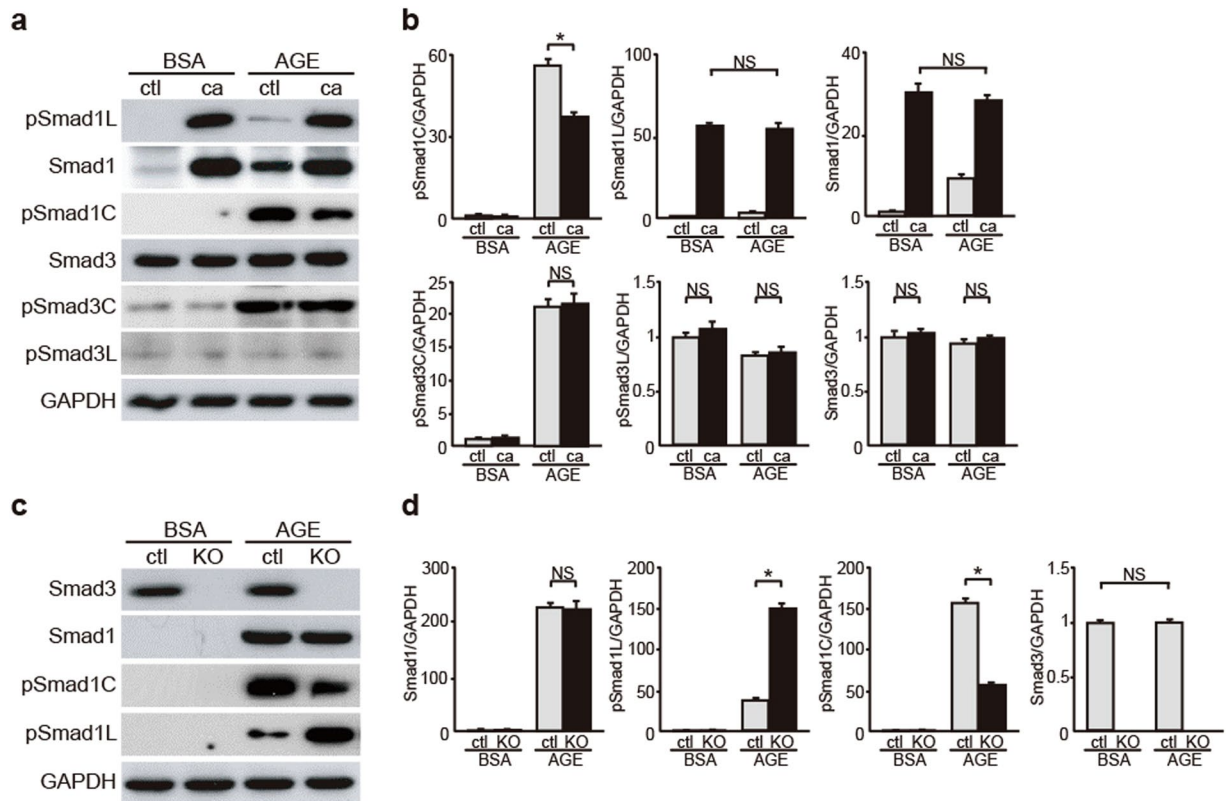 a
BSA AGE
ctl ca ctl ca
pSmad1L
Smad1
pSmad1C
Smad3
pSmad3C
pSmad3L
GAPDH
b
pSmad1C/GAPDH
60
30
0
*
ctl ca ctl ca
BSA AGE
pSmad1L/GAPDH
100
50
0
NS
ctl ca ctl ca
BSA AGE
Smad1/GAPDH
40
20
0
NS
ctl ca ctl ca
BSA AGE
pSmad3C/GAPDH
25
20
15
10
5
0
NS
ctl ca ctl ca
BSA AGE
pSmad3L/GAPDH
1.5
1
0.5
0
NS NS
ctl ca ctl ca
BSA AGE
Smad3/GAPDH
1.5
1
0.5
0
NS NS
ctl ca ctl ca
BSA AGE
c
BSA AGE
ctl KO ctl KO
Smad3
Smad1
pSmad1C
pSmad1L
GAPDH
d
Smad1/GAPDH
300
200
100
0
NS
ctl KO ctl KO
BSA AGE
pSmad1L/GAPDH
200
150
100
50
0
*
ctl KO ctl KO
BSA AGE
pSmad1C/GAPDH
200
150
100
50
0
*
ctl KO ctl KO
BSA AGE
Smad3/GAPDH
1.5
1
0.5
0
NS
ctl KO ctl KO
BSA AGE